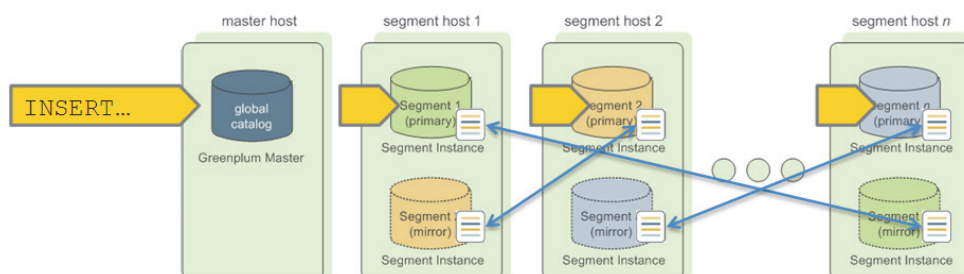 master host
segment host 1
segment host 2
segment host n
INSERT...
global
catalog
Greenplum Master
Segment 1
(primary)
Segment Instance
Segment 2
(primary)
Segment Instance
Segment n
(primary)
Segment Instance
Segment
(mirror)
Segment Instance
Segment
(mirror)
Segment Instance
Segment
(mirror)
Segment Instance